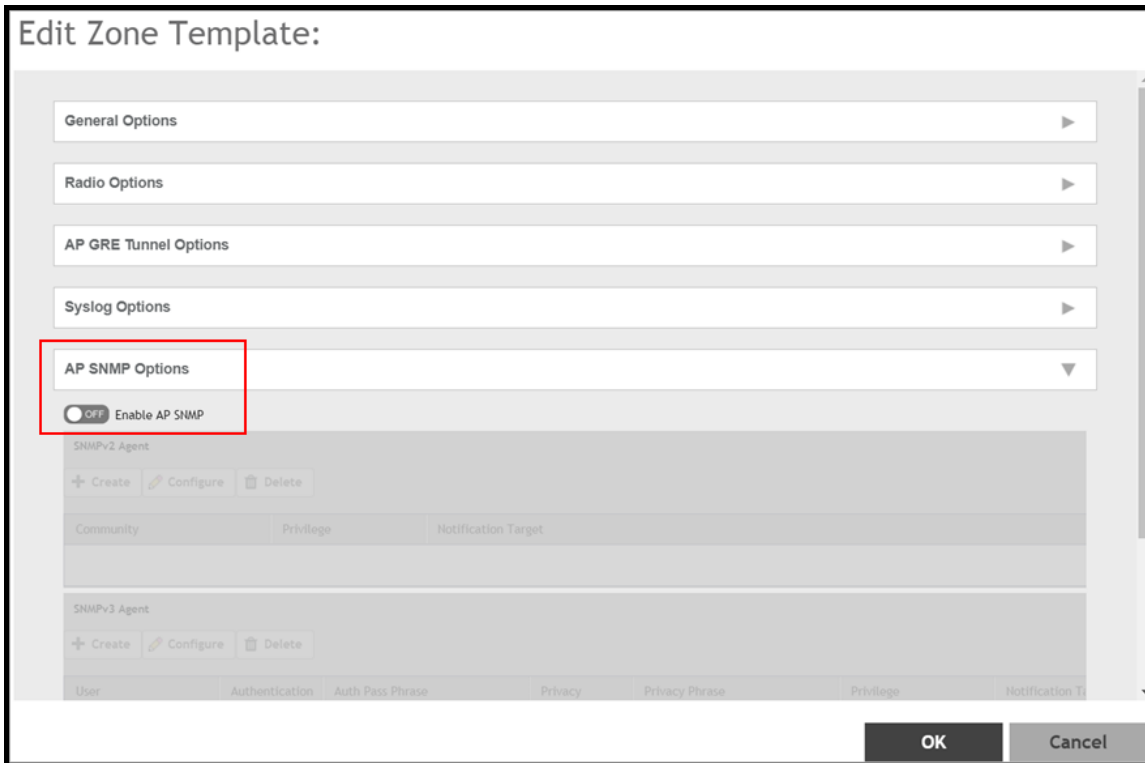 Edit Zone Template:
General Options
Radio Options
AP GRE Tunnel Options
Syslog Options
AP SNMP Options
OFF Enable AP SNMP
SNMPv2 Agent
+ Create Configure Delete
Community Privilege Notification Target
SNMPv3 Agent
+ Create Configure Delete
User Authentication Auth Pass Phrase Privacy Privacy Phrase Privilege Notification
OK Cancel